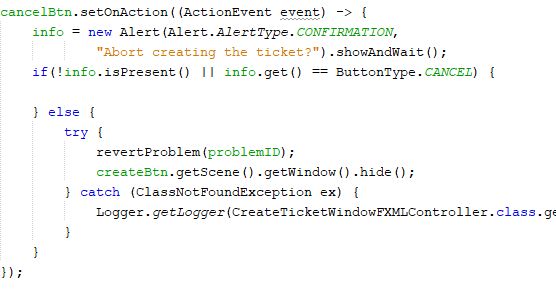 cancelBtn.setOnAction((ActionEvent event) -> {
    info = new Alert(Alert.AlertType.CONFIRMATION,
            "Abort creating the ticket?").showAndWait();
    if(!info.isPresent() || info.get() == ButtonType.CANCEL) {
    } else {
        try {
            revertProblem(problemID);
            createBtn.getScene().getWindow().hide();
        } catch (ClassNotFoundException ex) {
            Logger.getLogger(CreateTicketWindowFXMLController.class.ge
        }
    }
});